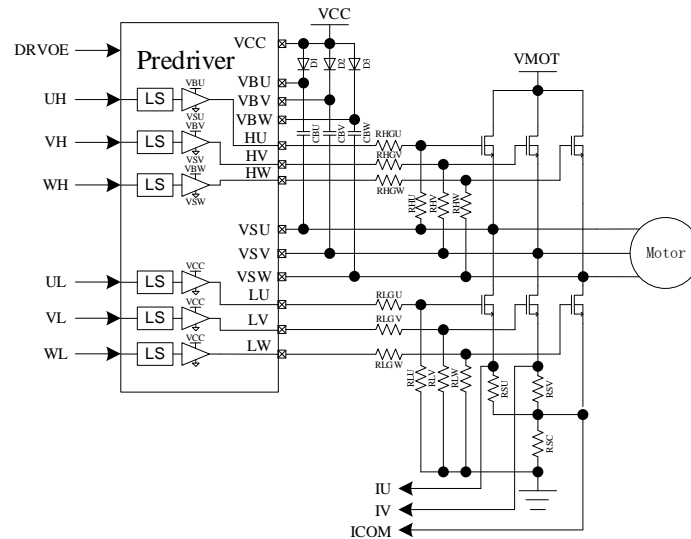 VCC
DRVOE
Predriver
VCC
D1
D2
D3
VMOT
VBU
VBU
UH
LS
VBV
VSU
VBW
CBU
CBV
CBW
HU
RHGU
VBV
VH
LS
HV
RHGV
VSV
VBW
WH
LS
HW
RHGW
VSW
RHU
RHV
RHW
VSU
VSV
Motor
VSW
VCC
UL
LS
LU
RLGU
VCC
VL
LS
LV
RLGV
VCC
WL
LS
LW
RLGW
RLU
RLV
RLW
RSU
RSV
RSC
IU
IV
ICOM